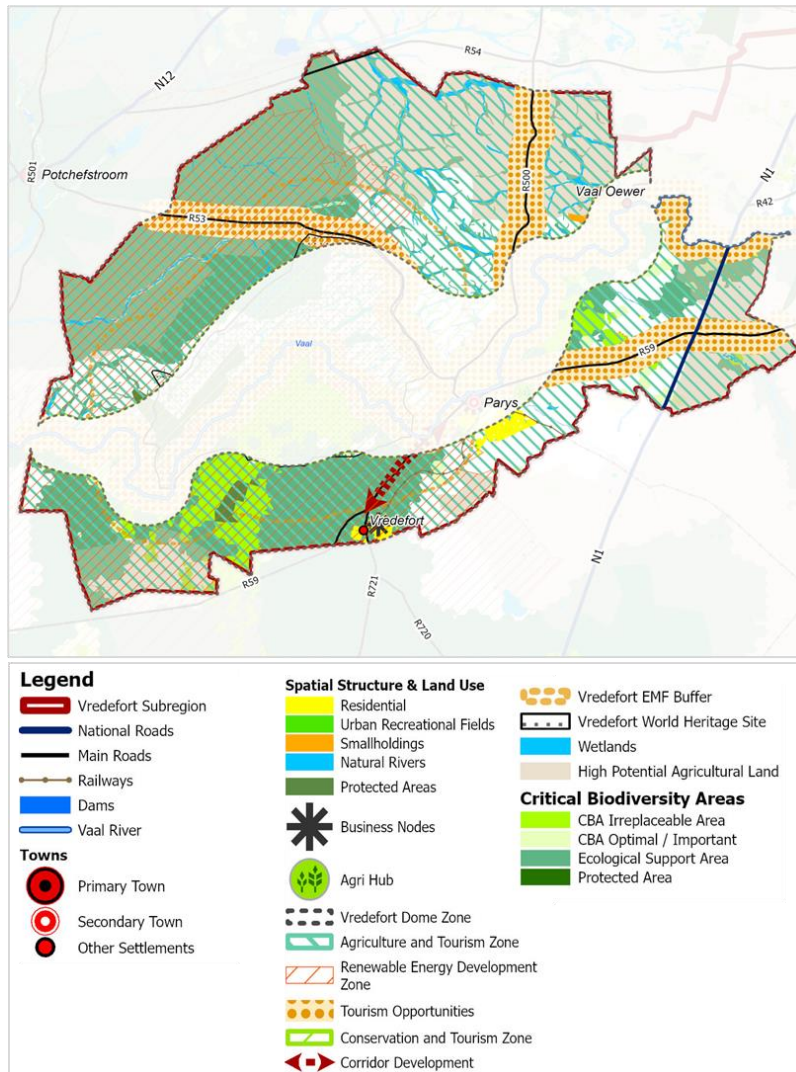 R54
N12
R501
Potchefstroom
R500
Vaal Oewer
N1
R42
R53
Vaal
R59
Parys
Vredefort
R59
R721
N1
R720
Legend
Vredefort Subregion
National Roads
Main Roads
Railways
Dams
Vaal River
Towns
Primary Town
Secondary Town
Other Settlements
Spatial Structure & Land Use
Residential
Urban Recreational Fields
Smallholdings
Natural Rivers
Protected Areas
Business Nodes
Agri Hub
Vredefort Dome Zone
Agriculture and Tourism Zone
Renewable Energy Development
Zone
Tourism Opportunities
Conservation and Tourism Zone
Corridor Development
Vredefort EMF Buffer
Vredefort World Heritage Site
Wetlands
High Potential Agricultural Land
Critical Biodiversity Areas
CBA Irreplaceable Area
CBA Optimal / Important
Ecological Support Area
Protected Area